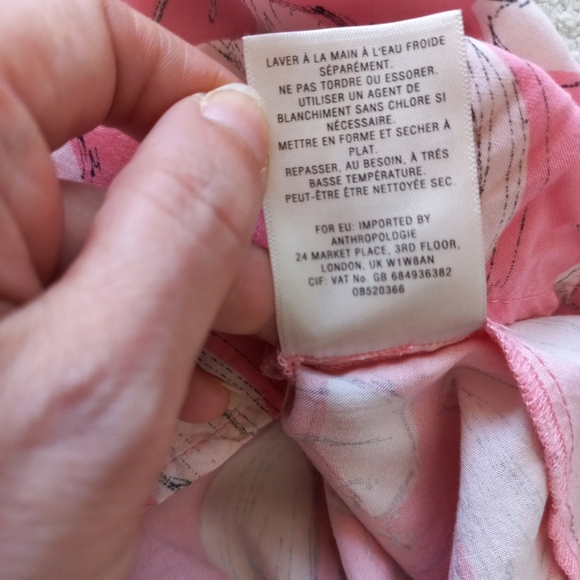 LAVER À LA MAIN À L'EAU FROIDE
SÉPARÉMENT.
NE PAS TORDRE OU ESSORER.
UTILISER UN AGENT DE
BLANCHIMENT SANS CHLORE SI
NÉCESSAIRE.
METTRE EN FORME ET SECHER À
PLAT.
REPASSER, AU BESOIN, À TRÉS
BASSE TEMPÉRATURE.
PEUT-ÊTRE ÊTRE NETTOYÉE SEC.
FOR EU: IMPORTED BY
ANTHROPOLOGIE
24 MARKET PLACE, 3RD FLOOR,
LONDON, UK W1W8AN
CIF: VAT No. GB 684936382
OB520366